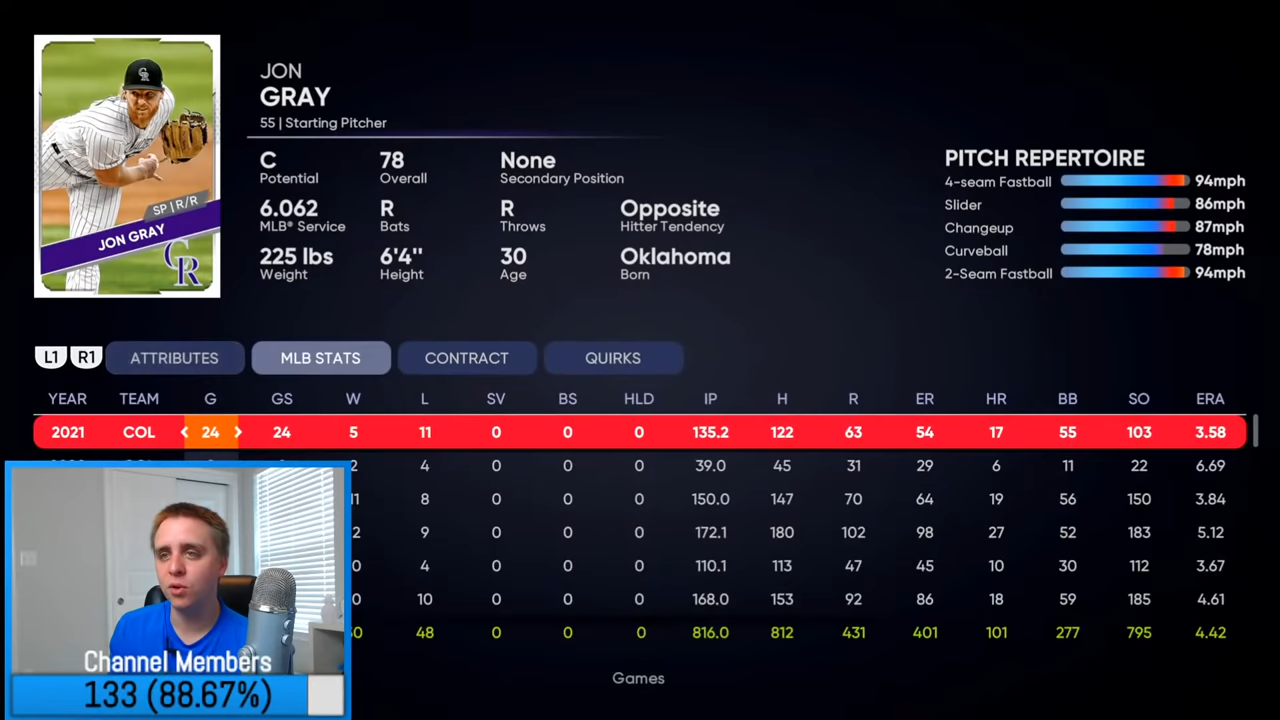 JON
GRAY
55 | Starting Pitcher
C 78 None
Potential Overall Secondary Position
6.062 R R Opposite
MLB® Service Bats Throws Hitter Tendency
225 lbs 6'4'' 30 Oklahoma
Weight Height Age Born
SP | R/R
JON GRAY
CR
PITCH REPERTOIRE
4-seam Fastball 94mph
Slider 86mph
Changeup 87mph
Curveball 78mph
2-Seam Fastball 94mph
L1 R1 ATTRIBUTES MLB STATS CONTRACT QUIRKS
YEAR TEAM G GS W L SV BS HLD IP H R ER HR BB SO ERA
2021 COL 24 24 5 11 0 0 0 135.2 122 63 54 17 55 103 3.58
2 4 0 0 0 39.0 45 31 29 6 11 22 6.69
8 0 0 0 150.0 147 70 64 19 56 150 3.84
2 9 0 0 0 172.1 180 102 98 27 52 183 5.12
0 4 0 0 0 110.1 113 47 45 10 30 112 3.67
0 10 0 0 0 168.0 153 92 86 18 59 185 4.61
48 0 0 0 816.0 812 431 401 101 277 795 4.42
Games
Channel Members
133 (88.67%)